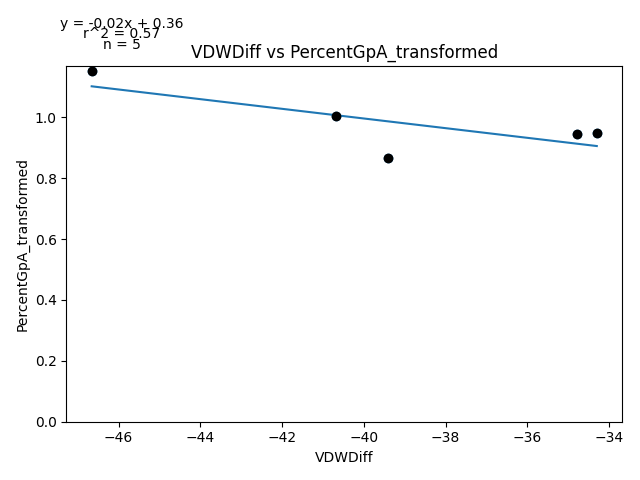 y = -0.02x + 0.36
r^2 = 0.57
n = 5
VDWDiff vs PercentGpA_transformed
1.0
0.8
0.6
0.4
0.2
0.0
PercentGpA_transformed
−46
−44
−42
−40
−38
−36
−34
VDWDiff